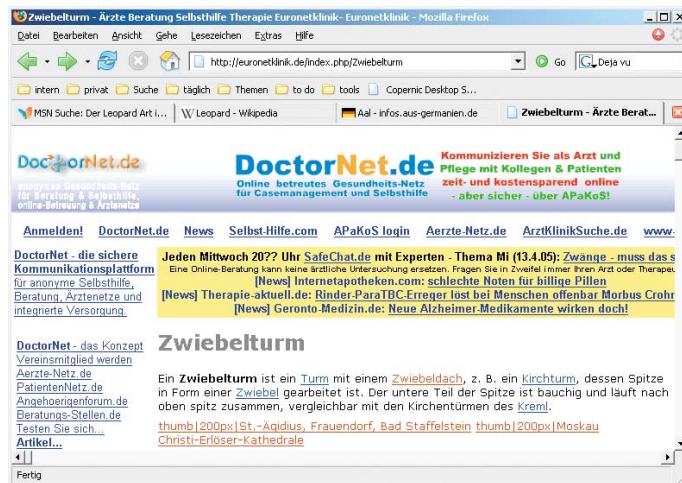 Zwiebelturm - Ärzte Beratung Selbsthilfe Therapie Euronetklinik- Euronetklinik - Mozilla Firefox
Datei Bearbeiten Ansicht Gehe Lesezeichen Extras Hilfe
http://euronetklinik.de/index.php/Zwiebelturm Go Deja vu
intern privat Suche täglich Themen to do tools Copernic Desktop S...
MSN Suche: Der Leopard Art i... Leopard - Wikipedia Aal - infos.aus-germanien.de Zwiebelturm - Ärzte Berat...
DoctorNet.de
anonymes Gesundheits-Netz
für Beratung & Selbsthilfe,
online-Betreuung & Ärztenetze
DoctorNet.de
Online betreutes Gesundheits-Netz
für Casemanagement und Selbsthilfe
Kommunizieren Sie als Arzt und
Pflege mit Kollegen & Patienten
zeit- und kostensparend online
- aber sicher - über APaKoS!
Anmelden! DoctorNet.de News Selbst-Hilfe.com APaKoS login Aerzte-Netz.de ArztKlinikSuche.de www-
DoctorNet - die sichere
Kommunikationsplattform
für anonyme Selbsthilfe,
Beratung, Ärztenetze und
integrierte Versorgung.
Jeden Mittwoch 20?? Uhr SafeChat.de mit Experten - Thema Mi (13.4.05): Zwänge - muss das s
Eine Online-Beratung kann keine ärztliche Untersuchung ersetzen. Fragen Sie in Zweifel immer Ihren Arzt oder Therapeu
[News] Internetapotheken.com: schlechte Noten für billige Pillen
[News] Therapie-aktuell.de: Rinder-ParaTBC-Erreger löst bei Menschen offenbar Morbus Crohn
[News] Geronto-Medizin.de: Neue Alzheimer-Medikamente wirken doch!
DoctorNet - das Konzept
Vereinsmitglied werden
Aerzte-Netz.de
PatientenNetz.de
Angehoerigenforum.de
Beratungs-Stellen.de
Testen Sie sich...
Artikel...
Zwiebelturm
Ein Zwiebelturm ist ein Turm mit einem Zwiebeldach, z. B. ein Kirchturm, dessen Spitze
in Form einer Zwiebel gearbeitet ist. Der untere Teil der Spitze ist bauchig und läuft nach
oben spitz zusammen, vergleichbar mit den Kirchentürmen des Kreml.
thumb|200px|St.-Ägidius, Frauendorf, Bad Staffelstein thumb|200px|Moskau
Christi-Erlöser-Kathedrale
Fertig